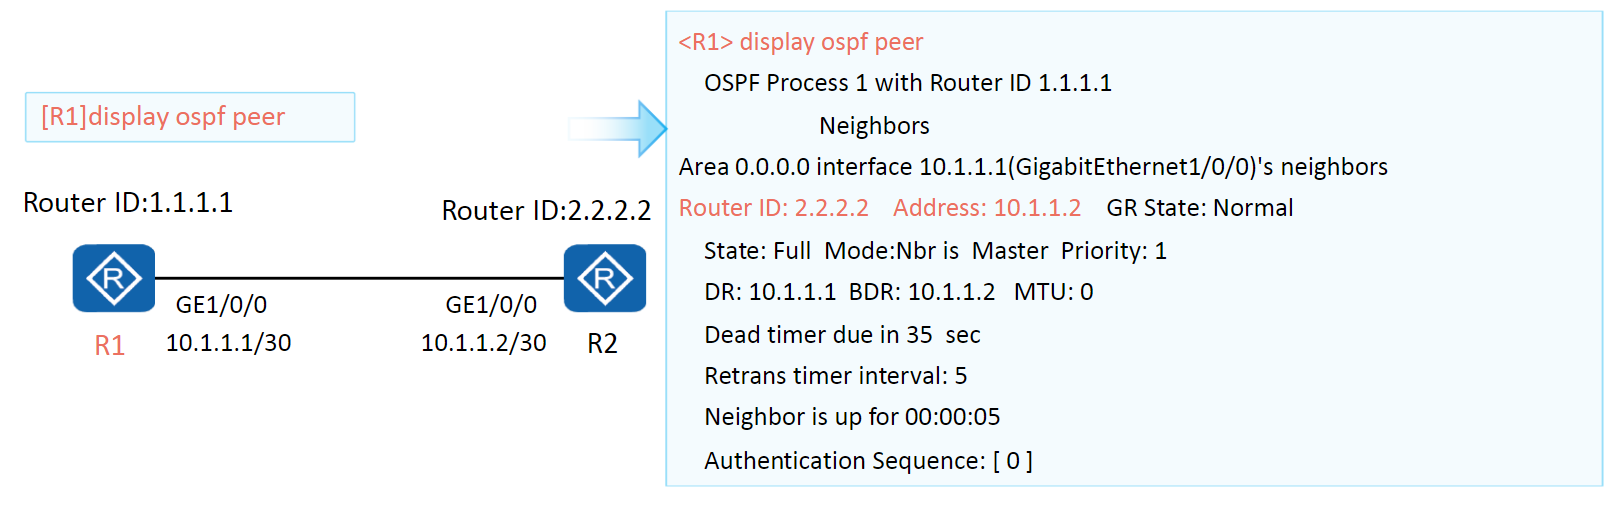 [R1]display ospf peer
Router ID:1.1.1.1
Router ID:2.2.2.2
R
R
GE1/0/0
GE1/0/0
10.1.1.1/30
10.1.1.2/30
R1
R2
<R1> display ospf peer
OSPF Process 1 with Router ID 1.1.1.1
Neighbors
Area 0.0.0.0 interface 10.1.1.1(GigabitEthernet1/0/0)'s neighbors
Router ID: 2.2.2.2 Address: 10.1.1.2 GR State: Normal
State: Full Mode:Nbr is Master Priority: 1
DR: 10.1.1.1 BDR: 10.1.1.2 MTU: 0
Dead timer due in 35 sec
Retrans timer interval: 5
Neighbor is up for 00:00:05
Authentication Sequence: [ 0 ]